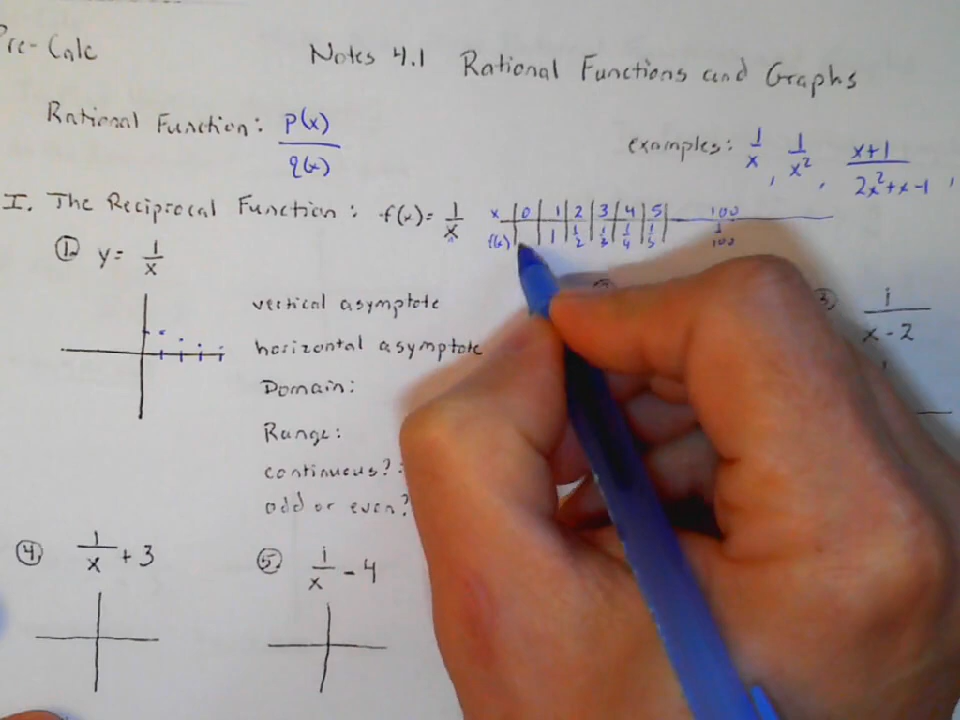 Pre-Calc
Notes 4.1 Rational Functions and Graphs
Rational Function: p(x)/q(x)
examples: 1/x, 1/x², x+1/2x²+x-1,
I. The Reciprocal Function: f(x)= 1/x
x | 0 | 1 | 2 | 3 | 4 | 5 | 100
f(x) | | 1 | 1/2 | 1/3 | 1/4 | 1/5 | 1/100
① y= 1/x
vertical asymptote
horizontal asymptote
Domain:
Range:
continuous?:
odd or even?
③ 1/x-2
④ 1/x +3
⑤ 1/x -4